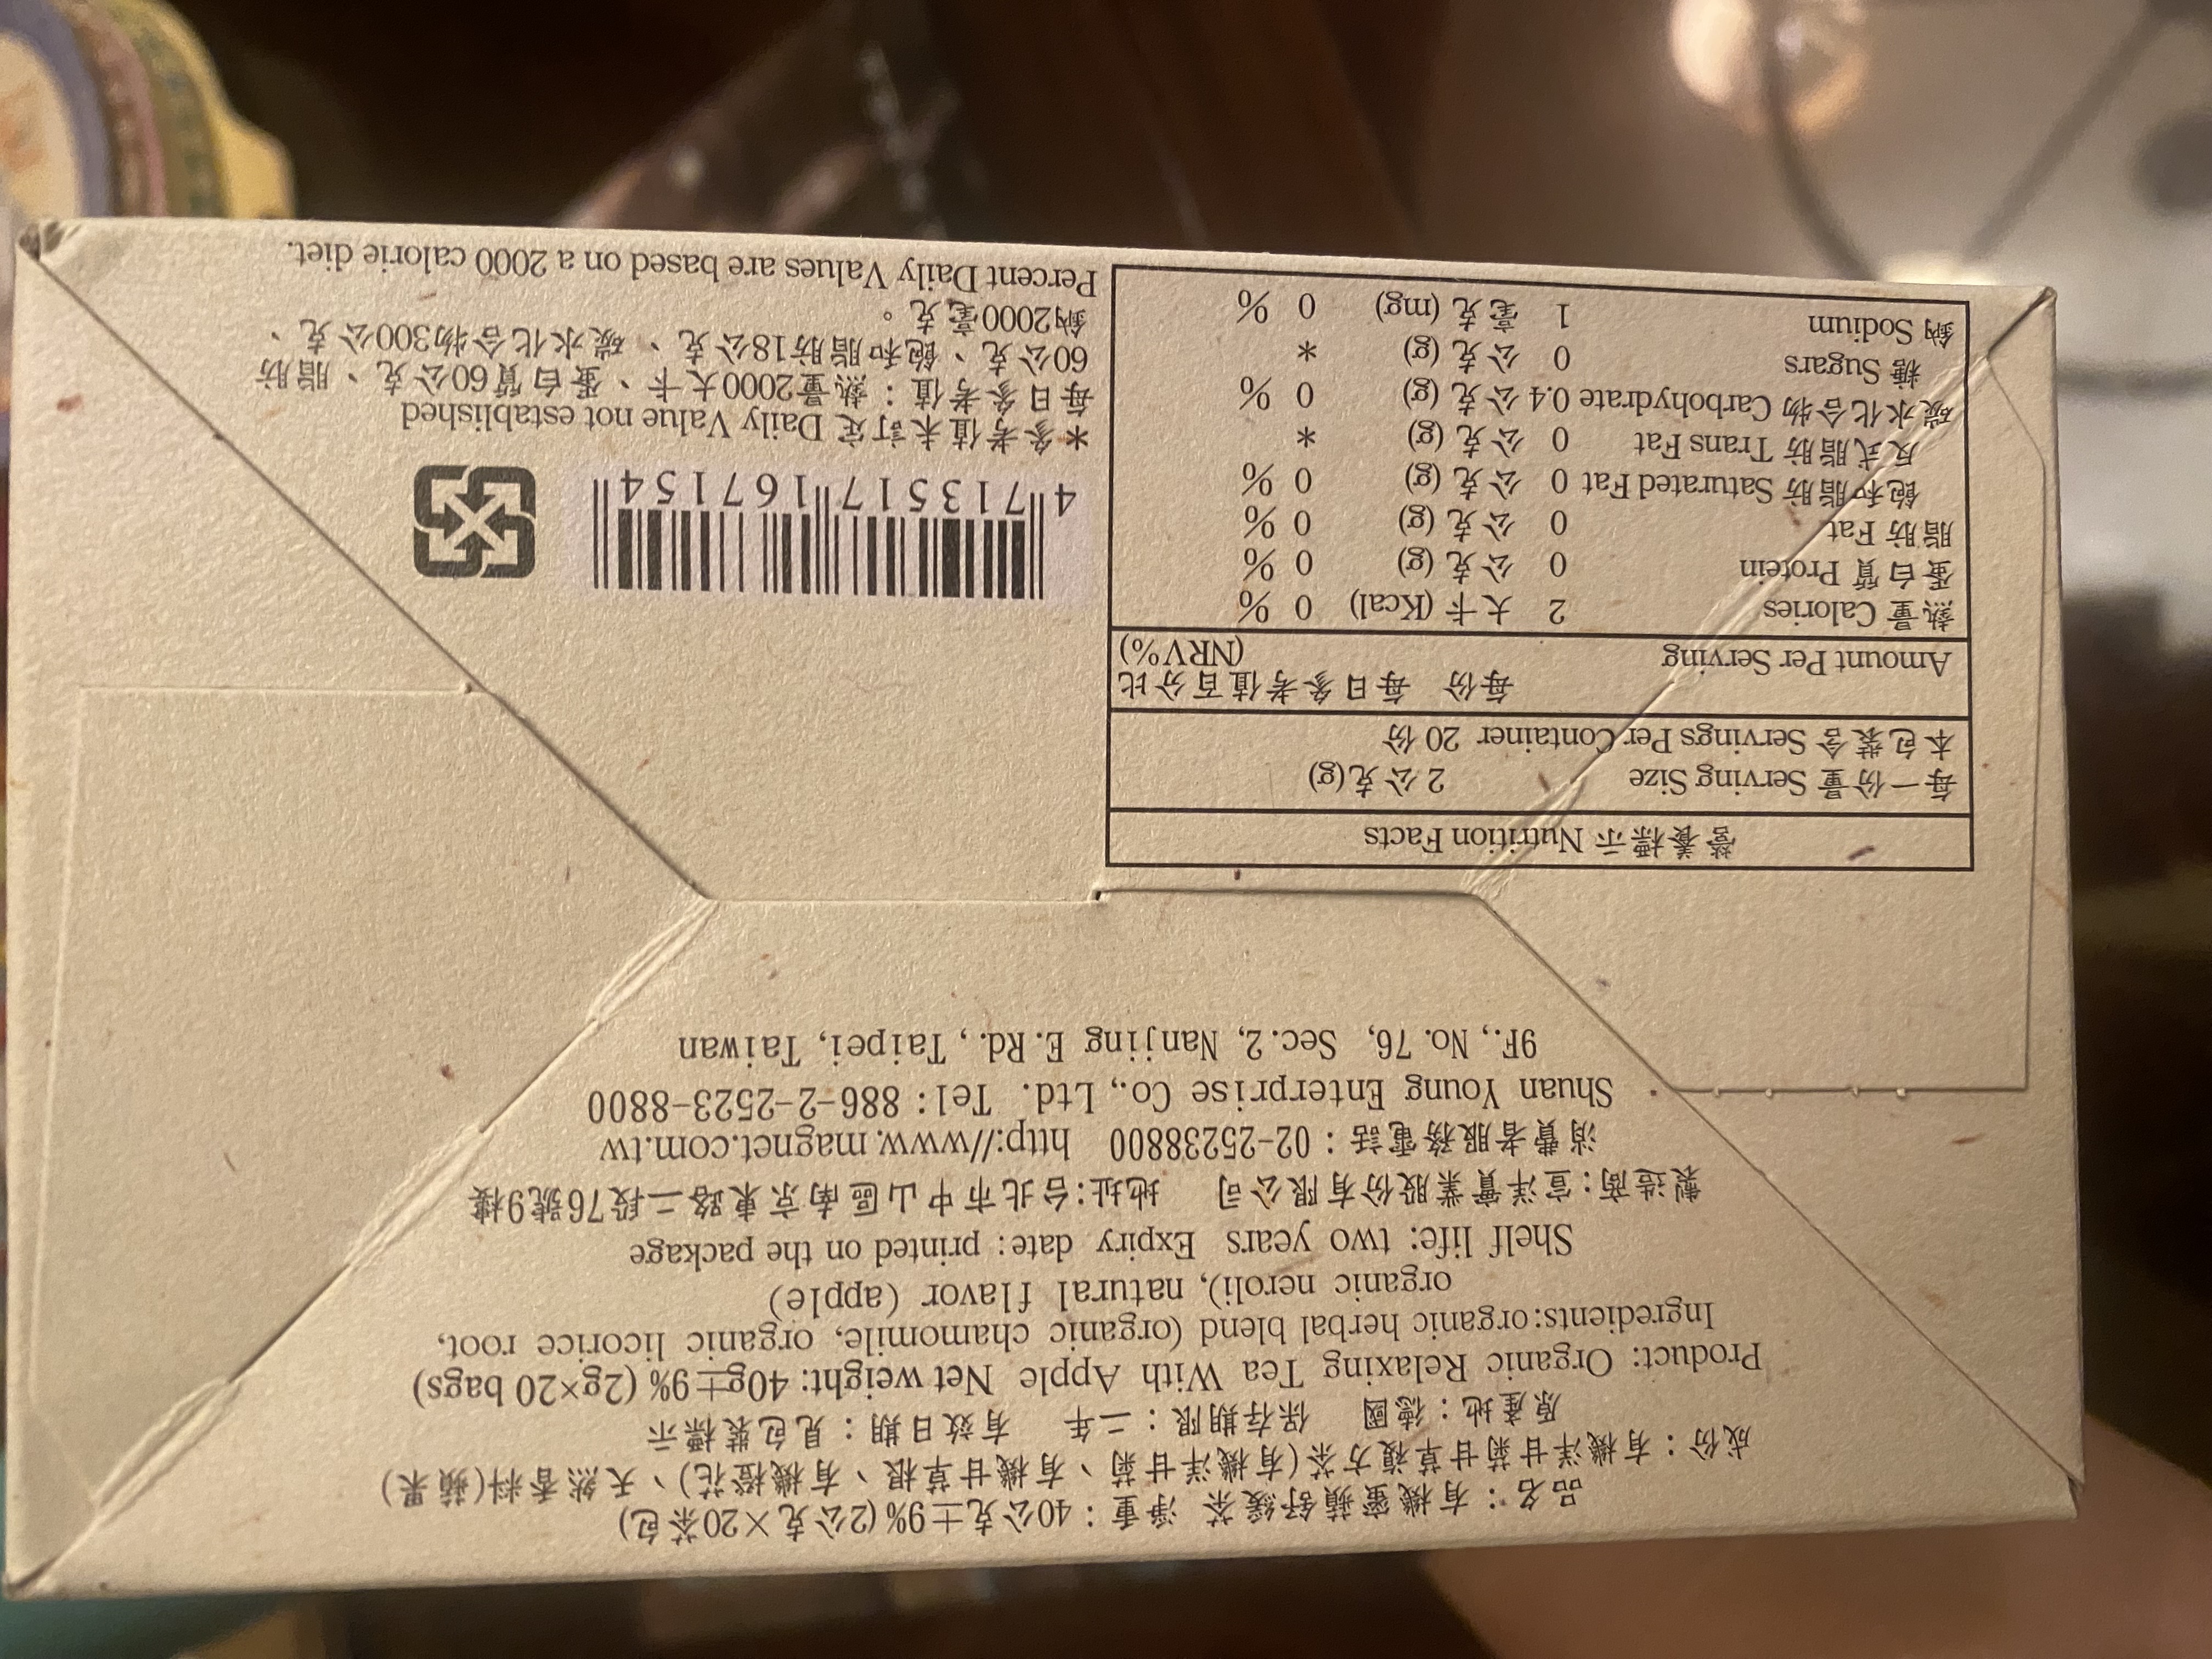 品名：有機蜜蘋舒緩茶 淨重：40公克±9%(2公克×20茶包)
成份：有機洋甘菊甘草複方茶(有機洋甘菊、有機甘草根、有機橙花)、天然香料(蘋果)
原產地：德國 保存期限：二年 有效日期：見包裝標示
Product: Organic Relaxing Tea With Apple Net weight: 40g±9% (2g×20 bags)
Ingredients:organic herbal blend (organic chamomile, organic licorice root,
organic neroli), natural flavor (apple)
Shelf life: two years Expiry date: printed on the package
製造商:宣洋實業股份有限公司 地址:台北市中山區南京東路二段76號9樓
消費者服務電話：02-25238800 http://www.magnet.com.tw
Shuan Young Enterprise Co., Ltd. Tel: 886-2-2523-8800
9F., No. 76, Sec.2, Nanjing E. Rd., Taipei, Taiwan
營養標示 Nutrition Facts
每一份量 Serving Size 2 公克(g)
本包裝含 Servings Per Container 20 份
每份 每日參考值百分比
Amount Per Serving (NRV%)
熱量 Calories 2 大卡 (Kcal) 0 %
蛋白質 Protein 0 公克 (g) 0 %
脂肪 Fat 0 公克 (g) 0 %
飽和脂肪 Saturated Fat 0 公克 (g) 0 %
反式脂肪 Trans Fat 0 公克 (g) *
碳水化合物 Carbohydrate 0.4 公克 (g) 0 %
糖 Sugars 0 公克 (g) *
鈉 Sodium 1 毫克 (mg) 0 %
4 713517 167154
*參考值未訂定 Daily Value not established
每日參考值：熱量2000大卡、蛋白質60公克、脂肪
60公克、飽和脂肪18公克、碳水化合物300公克、
鈉2000毫克。
Percent Daily Values are based on a 2000 calorie diet.